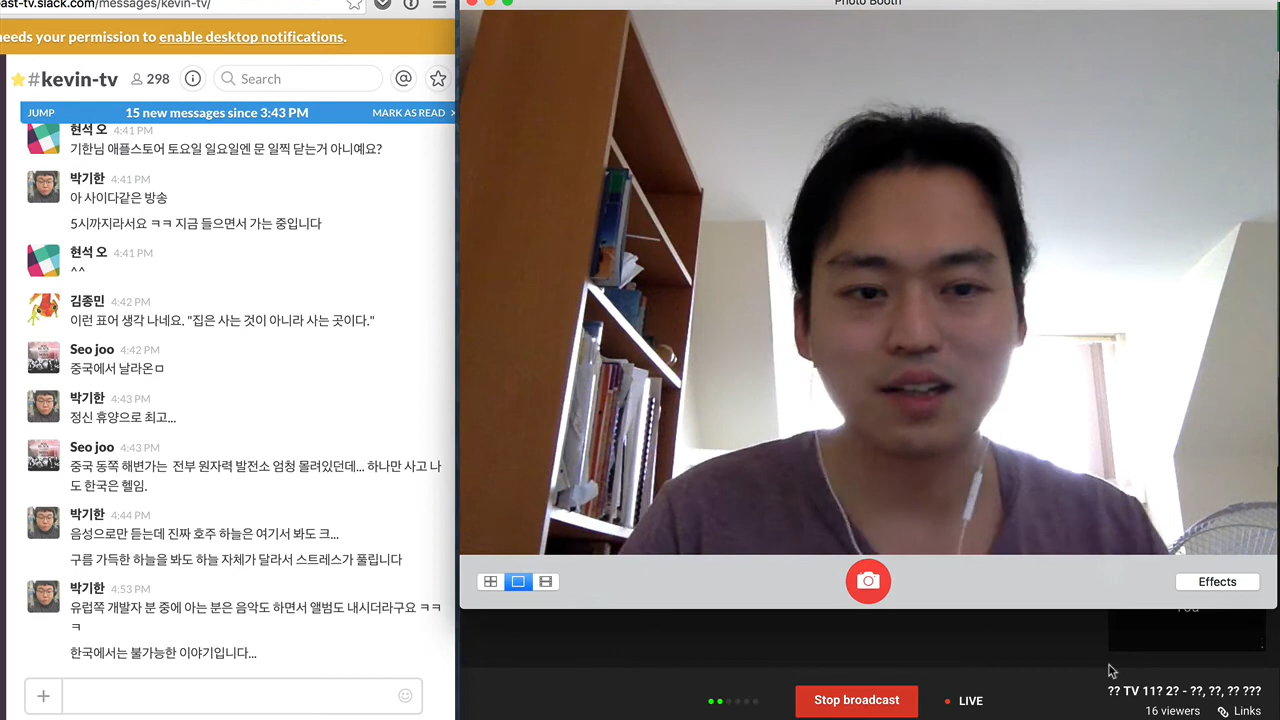 ast-tv.slack.com/messages/kevin-tv/
needs your permission to enable desktop notifications.
#kevin-tv 298 Search
JUMP 15 new messages since 3:43 PM MARK AS READ
현석 오 4:41 PM
기한님 애플스토어 토요일 일요일엔 문 일찍 닫는거 아니예요?
박기한 4:41 PM
아 사이다같은 방송
5시까지라서요 ㅋㅋ 지금 들으면서 가는 중입니다
현석 오 4:41 PM
^^
김종민 4:42 PM
이런 표어 생각 나네요. "집은 사는 것이 아니라 사는 곳이다."
Seo joo 4:42 PM
중국에서 날라온ㅁ
박기한 4:43 PM
정신 휴양으로 최고...
Seo joo 4:43 PM
중국 동쪽 해변가는 전부 원자력 발전소 엄청 몰려있던데... 하나만 사고 나
도 한국은 헬임.
박기한 4:44 PM
음성으로만 듣는데 진짜 호주 하늘은 여기서 봐도 크...
구름 가득한 하늘을 봐도 하늘 자체가 달라서 스트레스가 풀립니다
박기한 4:53 PM
유럽쪽 개발자 분 중에 아는 분은 음악도 하면서 앨범도 내시더라구요 ㅋㅋ
ㅋ
한국에서는 불가능한 이야기입니다...
Photo Booth
Effects
You
Stop broadcast
LIVE
?? TV 11? 2? - ??, ??, ?? ???
16 viewers Links